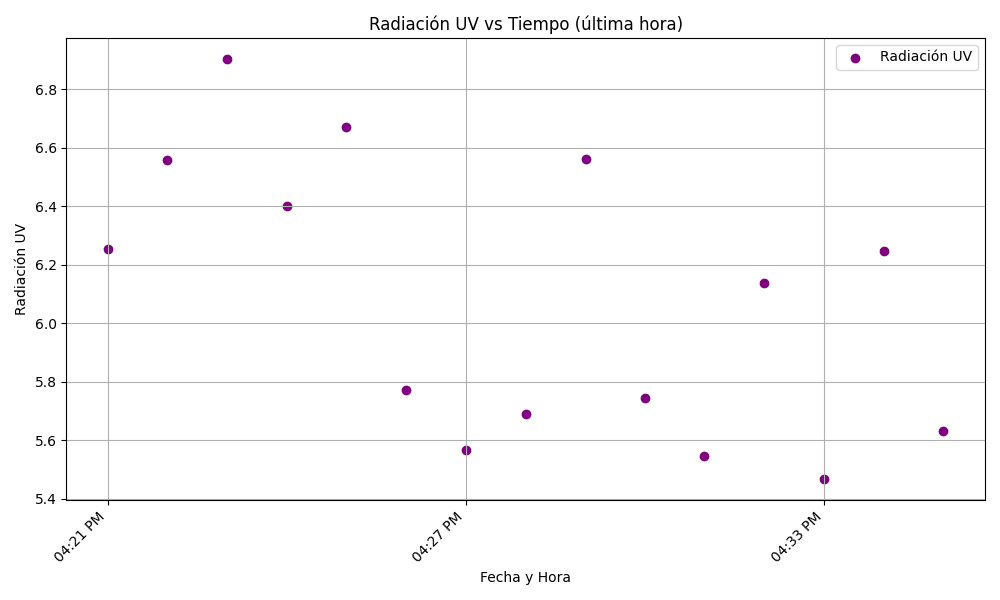 Radiación UV vs Tiempo (última hora)
Radiación UV
6.8
6.6
6.4
6.2
6.0
5.8
5.6
5.4
Radiación UV
04:21 PM
04:27 PM
04:33 PM
Fecha y Hora